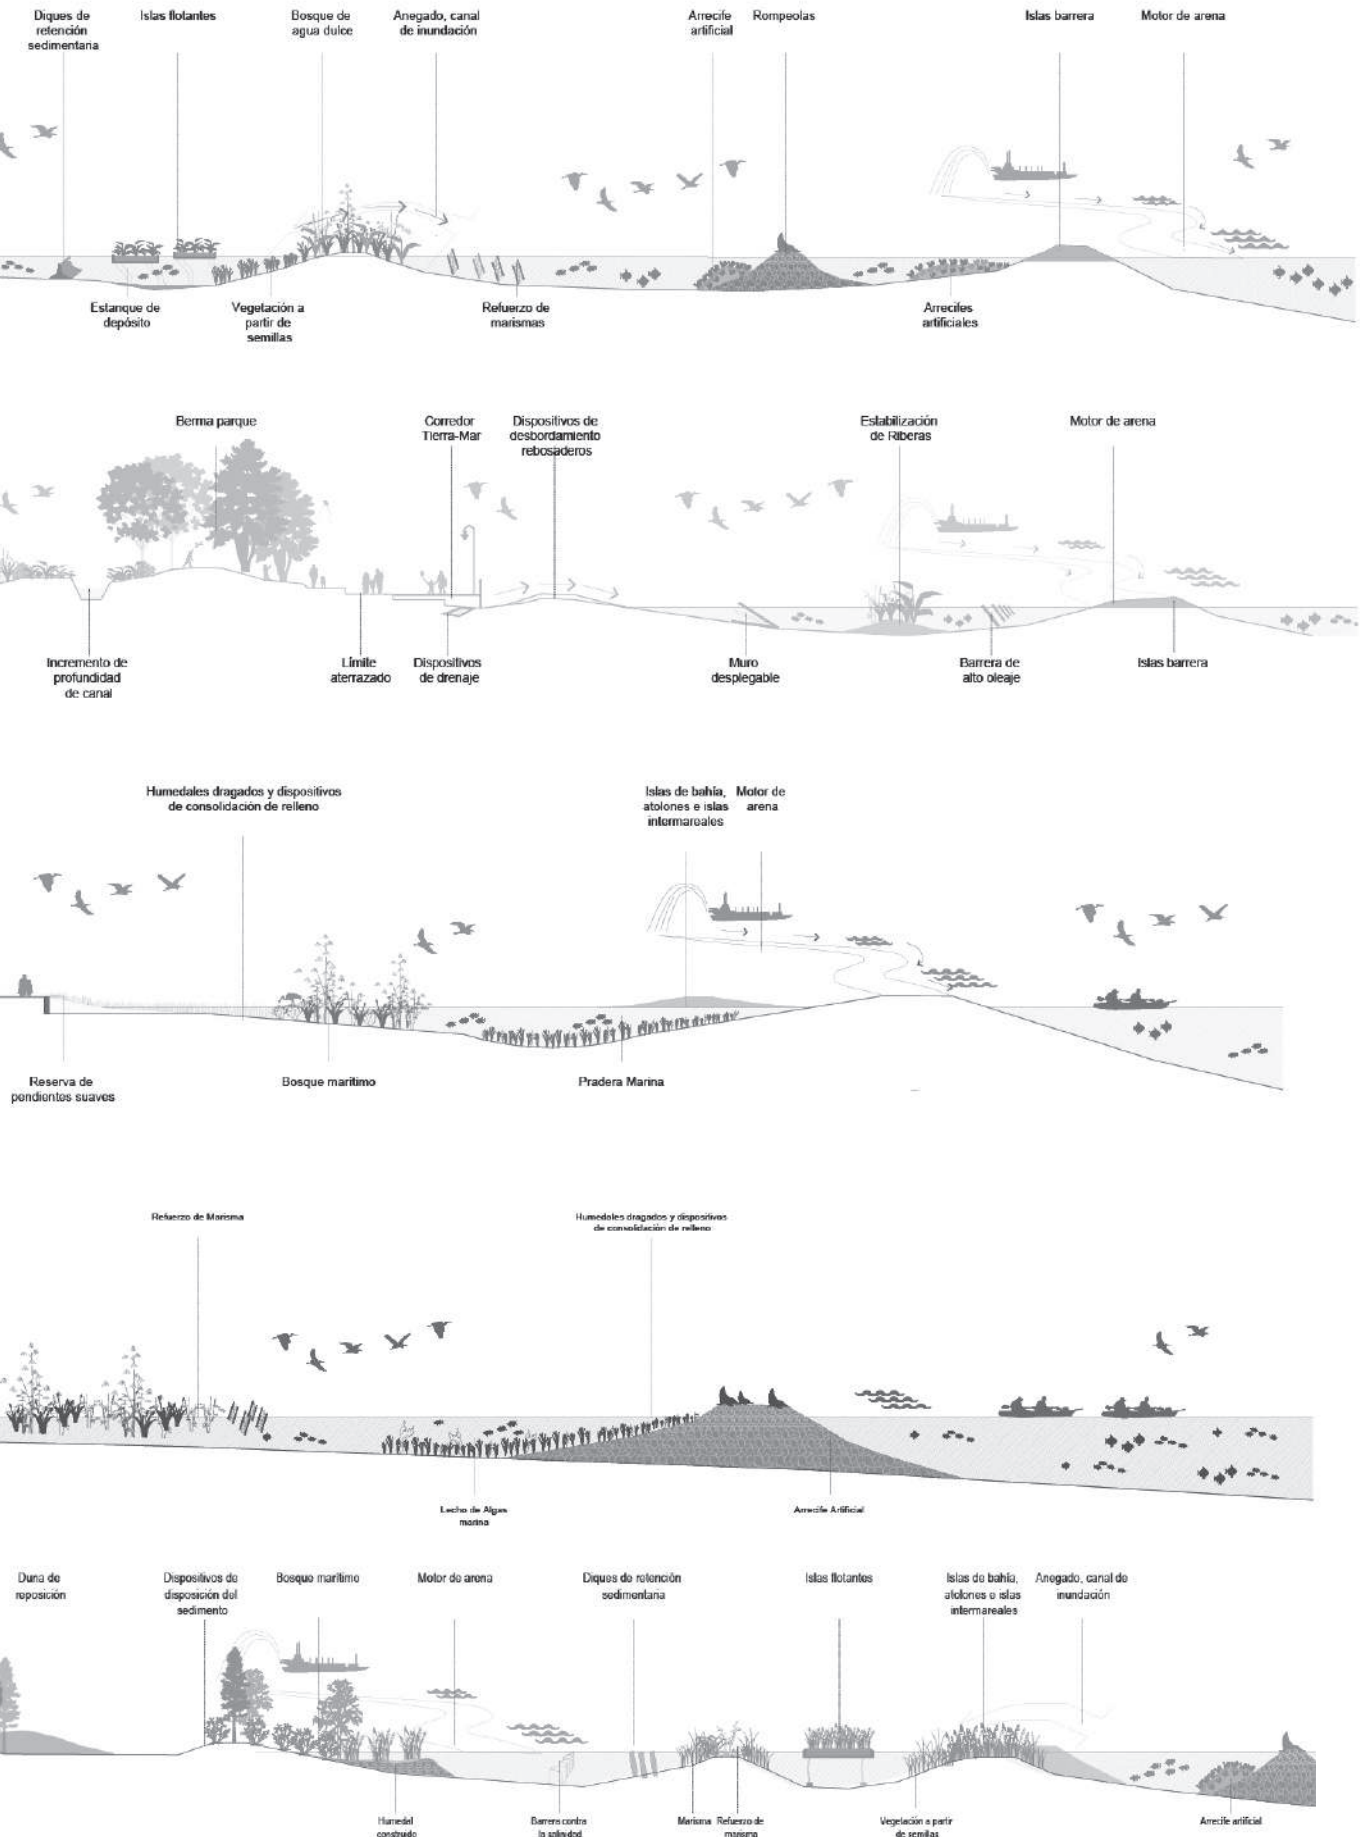 Diques de
retención
sedimentaria
Islas flotantes
Bosque de
agua dulce
Anegado, canal
de inundación
Arrecife
artificial
Rompeolas
Islas barrera
Motor de arena
Estanque de
depósito
Vegetación a
partir de
semillas
Refuerzo de
marismas
Arrecifes
artificiales
Berma parque
Corredor
Tierra-Mar
Dispositivos de
desbordamiento
rebosaderos
Estabilización
de Riberas
Motor de arena
Incremento de
profundidad
de canal
Límite
aterrazado
Dispositivos
de drenaje
Muro
desplegable
Barrera de
alto oleaje
Islas barrera
Humedales dragados y dispositivos
de consolidación de relleno
Islas de bahía,
atolones e islas
intermareales
Motor de
arena
Reserva de
pendientes suaves
Bosque marítimo
Pradera Marina
Refuerzo de Marisma
Humedales dragados y dispositivos
de consolidación de relleno
Lecho de Algas
marina
Arrecife Artificial
Duna de
reposición
Dispositivos de
disposición del
sedimento
Bosque marítimo
Motor de arena
Diques de retención
sedimentaria
Islas flotantes
Islas de bahía,
atolones e islas
intermareales
Anegado, canal de
inundación
Humedal
construido
Barrera contra
la salinidad
Marisma
Refuerzo de
marisma
Vegetación a partir
de semillas
Arrecife artificial